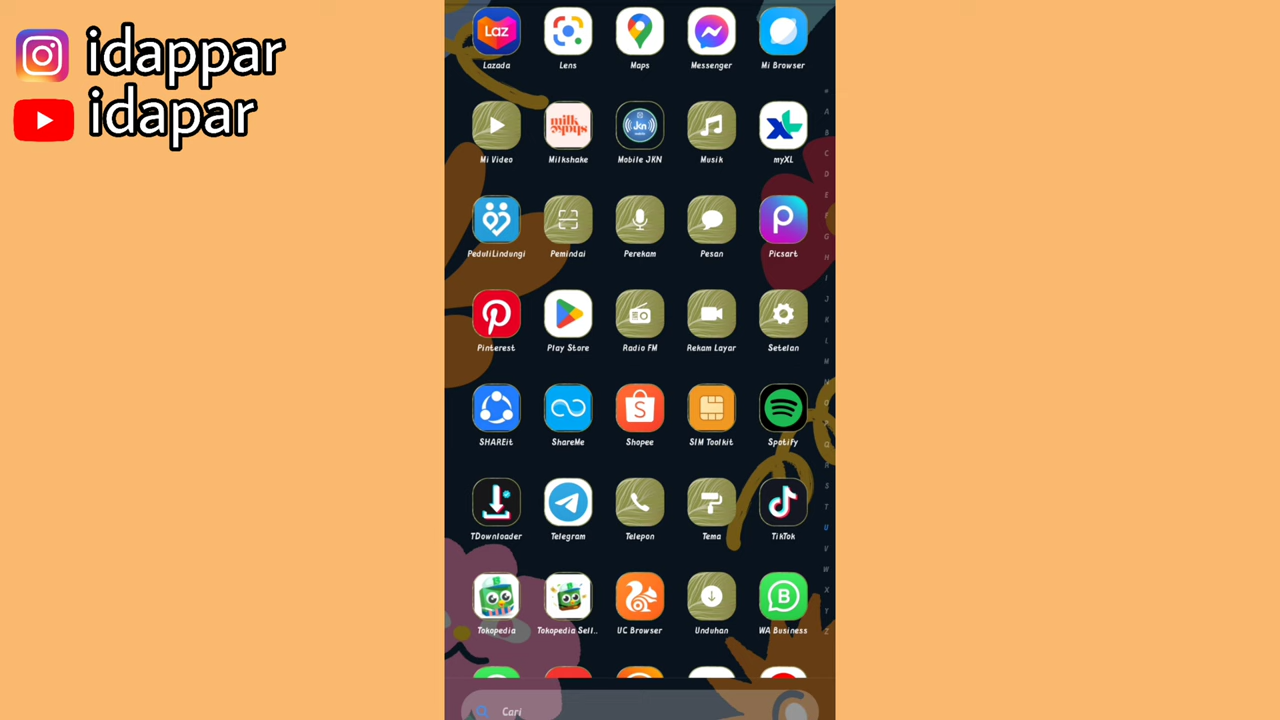 idappar
idapar
Laz
Lazada
Lens
Maps
Messenger
Mi Browser
milk
shake
JKN
Mi Video
Milkshake
Mobile JKN
Musik
myXL
PeduliLindungi
Pemindai
Perekam
Pesan
Picsart
Pinterest
Play Store
Radio FM
Rekam Layar
Setelan
SHAREit
ShareMe
Shopee
SIM Toolkit
Spotify
TDownloader
Telegram
Telepon
Tema
TikTok
Tokopedia
Tokopedia Sell..
UC Browser
Unduhan
WA Business
Cari